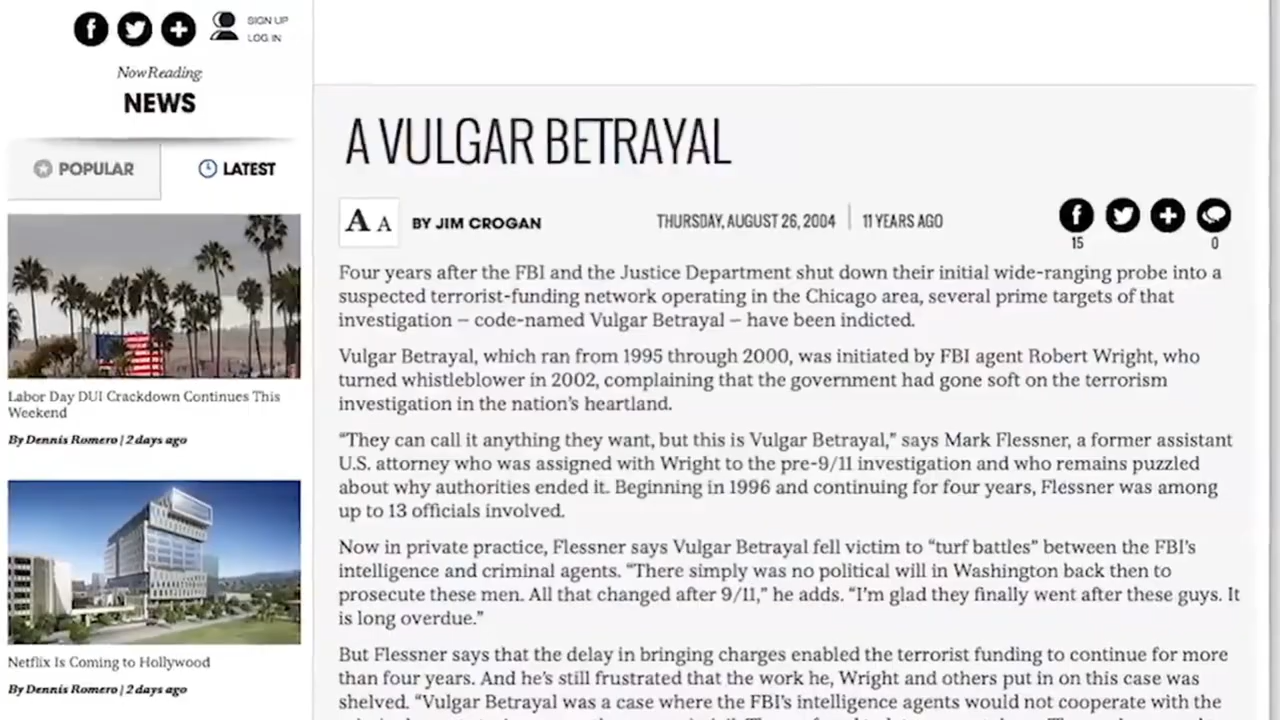 SIGN UP
LOG IN
Now Reading:
NEWS
POPULAR
LATEST
Labor Day DUI Crackdown Continues This
Weekend
By Dennis Romero | 2 days ago
Netflix Is Coming to Hollywood
By Dennis Romero | 2 days ago
A VULGAR BETRAYAL
A A BY JIM CROGAN
THURSDAY, AUGUST 26, 2004 | 11 YEARS AGO
15
0
Four years after the FBI and the Justice Department shut down their initial wide-ranging probe into a
suspected terrorist-funding network operating in the Chicago area, several prime targets of that
investigation – code-named Vulgar Betrayal – have been indicted.
Vulgar Betrayal, which ran from 1995 through 2000, was initiated by FBI agent Robert Wright, who
turned whistleblower in 2002, complaining that the government had gone soft on the terrorism
investigation in the nation's heartland.
“They can call it anything they want, but this is Vulgar Betrayal,” says Mark Flessner, a former assistant
U.S. attorney who was assigned with Wright to the pre-9/11 investigation and who remains puzzled
about why authorities ended it. Beginning in 1996 and continuing for four years, Flessner was among
up to 13 officials involved.
Now in private practice, Flessner says Vulgar Betrayal fell victim to “turf battles” between the FBI's
intelligence and criminal agents. “There simply was no political will in Washington back then to
prosecute these men. All that changed after 9/11,” he adds. “I'm glad they finally went after these guys. It
is long overdue.”
But Flessner says that the delay in bringing charges enabled the terrorist funding to continue for more
than four years. And he's still frustrated that the work he, Wright and others put in on this case was
shelved. “Vulgar Betrayal was a case where the FBI's intelligence agents would not cooperate with the